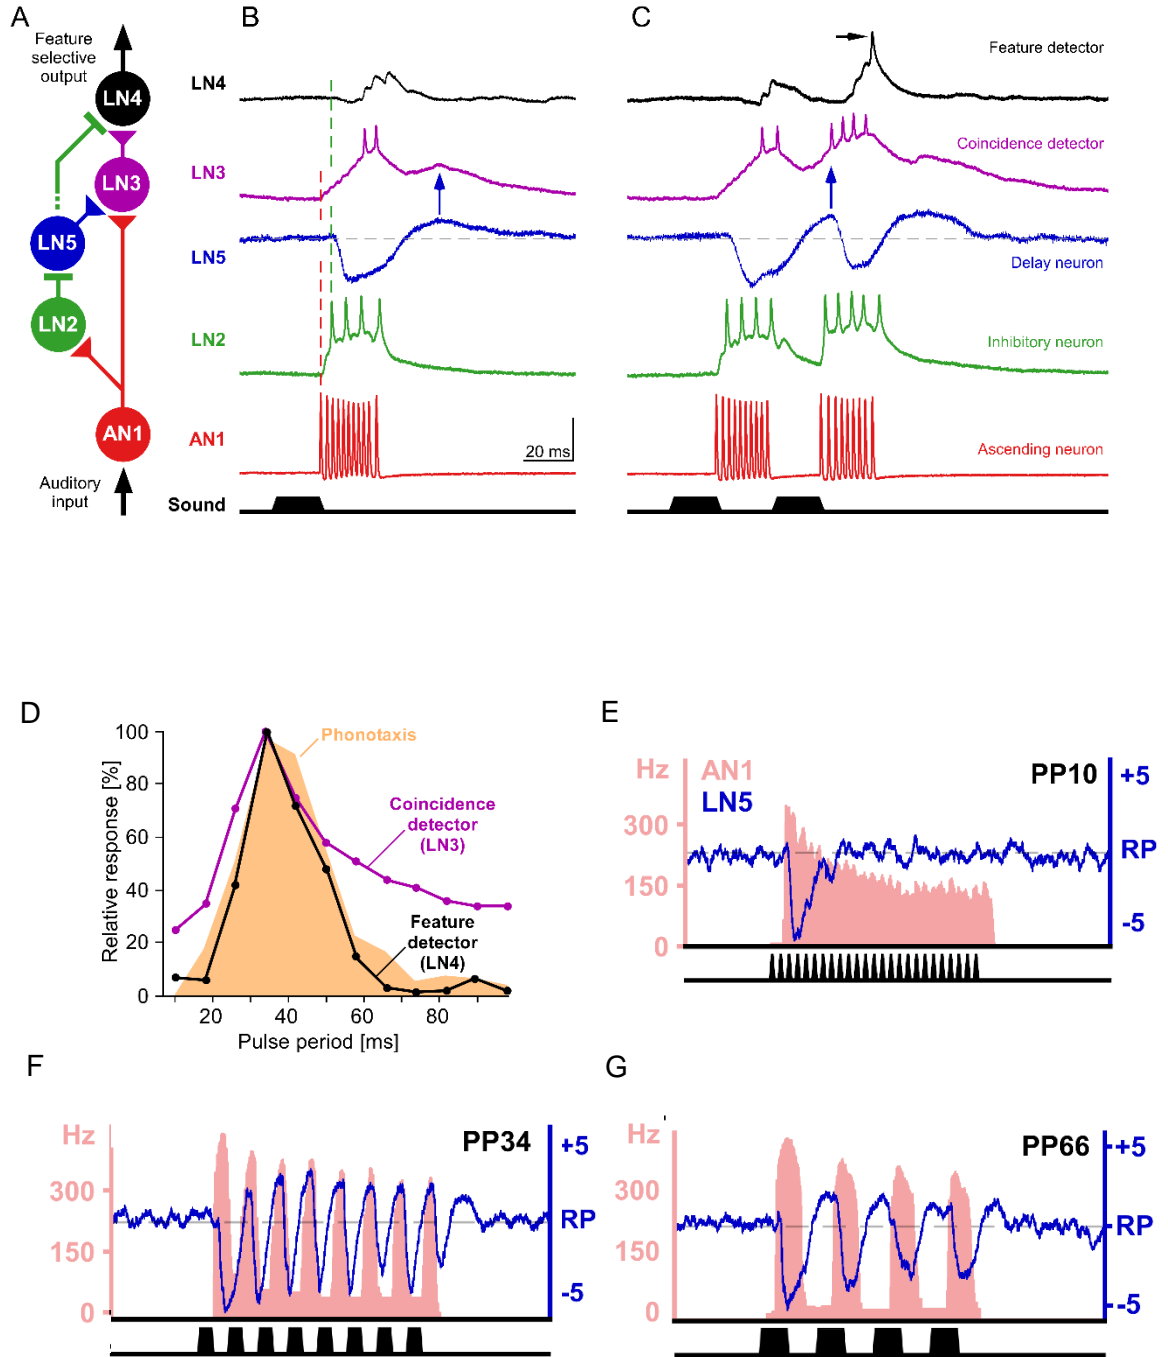 A
Feature
selective
output
LN4
LN3
LN5
LN2
AN1
Auditory
input
B
LN4
LN3
LN5
LN2
AN1
Sound
20 ms
C
Feature detector
Coincidence detector
Delay neuron
Inhibitory neuron
Ascending neuron
D
Relative response [%]
100
80
60
40
20
0
Phonotaxis
Coincidence
detector
(LN3)
Feature
detector
(LN4)
20 40 60 80
Pulse period [ms]
E
Hz
AN1
LN5
PP10
300
150
0
+5
RP
-5
F
Hz
PP34
300
150
0
+5
RP
-5
G
Hz
PP66
300
150
0
+5
RP
-5